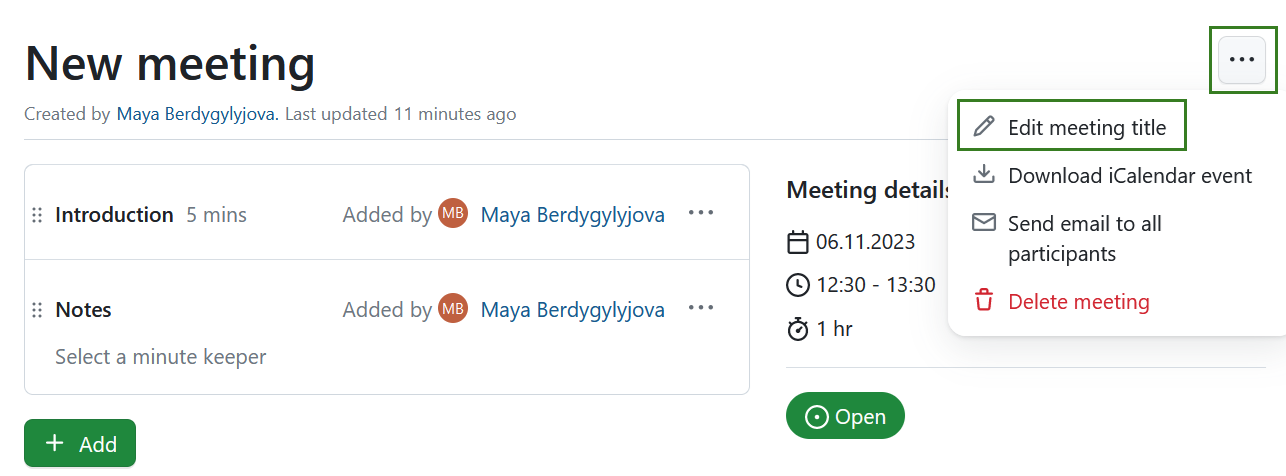 New meeting
Created by Maya Berdygylyjova. Last updated 11 minutes ago
Edit meeting title
Download iCalendar event
Send email to all
participants
Delete meeting
Introduction 5 mins Added by MB Maya Berdygylyjova
Notes Added by MB Maya Berdygylyjova
Select a minute keeper
+ Add
Meeting details
06.11.2023
12:30 - 13:30
1 hr
Open